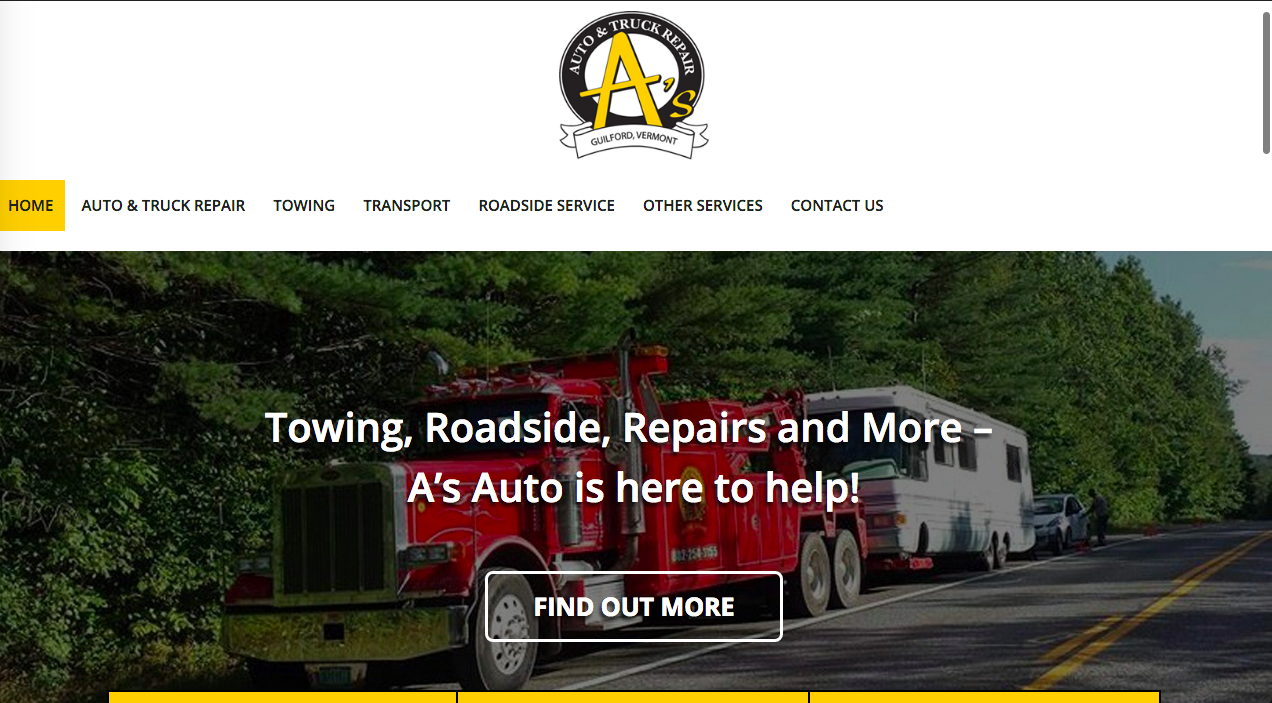 AUTO & TRUCK REPAIR
A's
GUILFORD, VERMONT
HOME AUTO & TRUCK REPAIR TOWING TRANSPORT ROADSIDE SERVICE OTHER SERVICES CONTACT US
Towing, Roadside, Repairs and More –
A’s Auto is here to help!
FIND OUT MORE